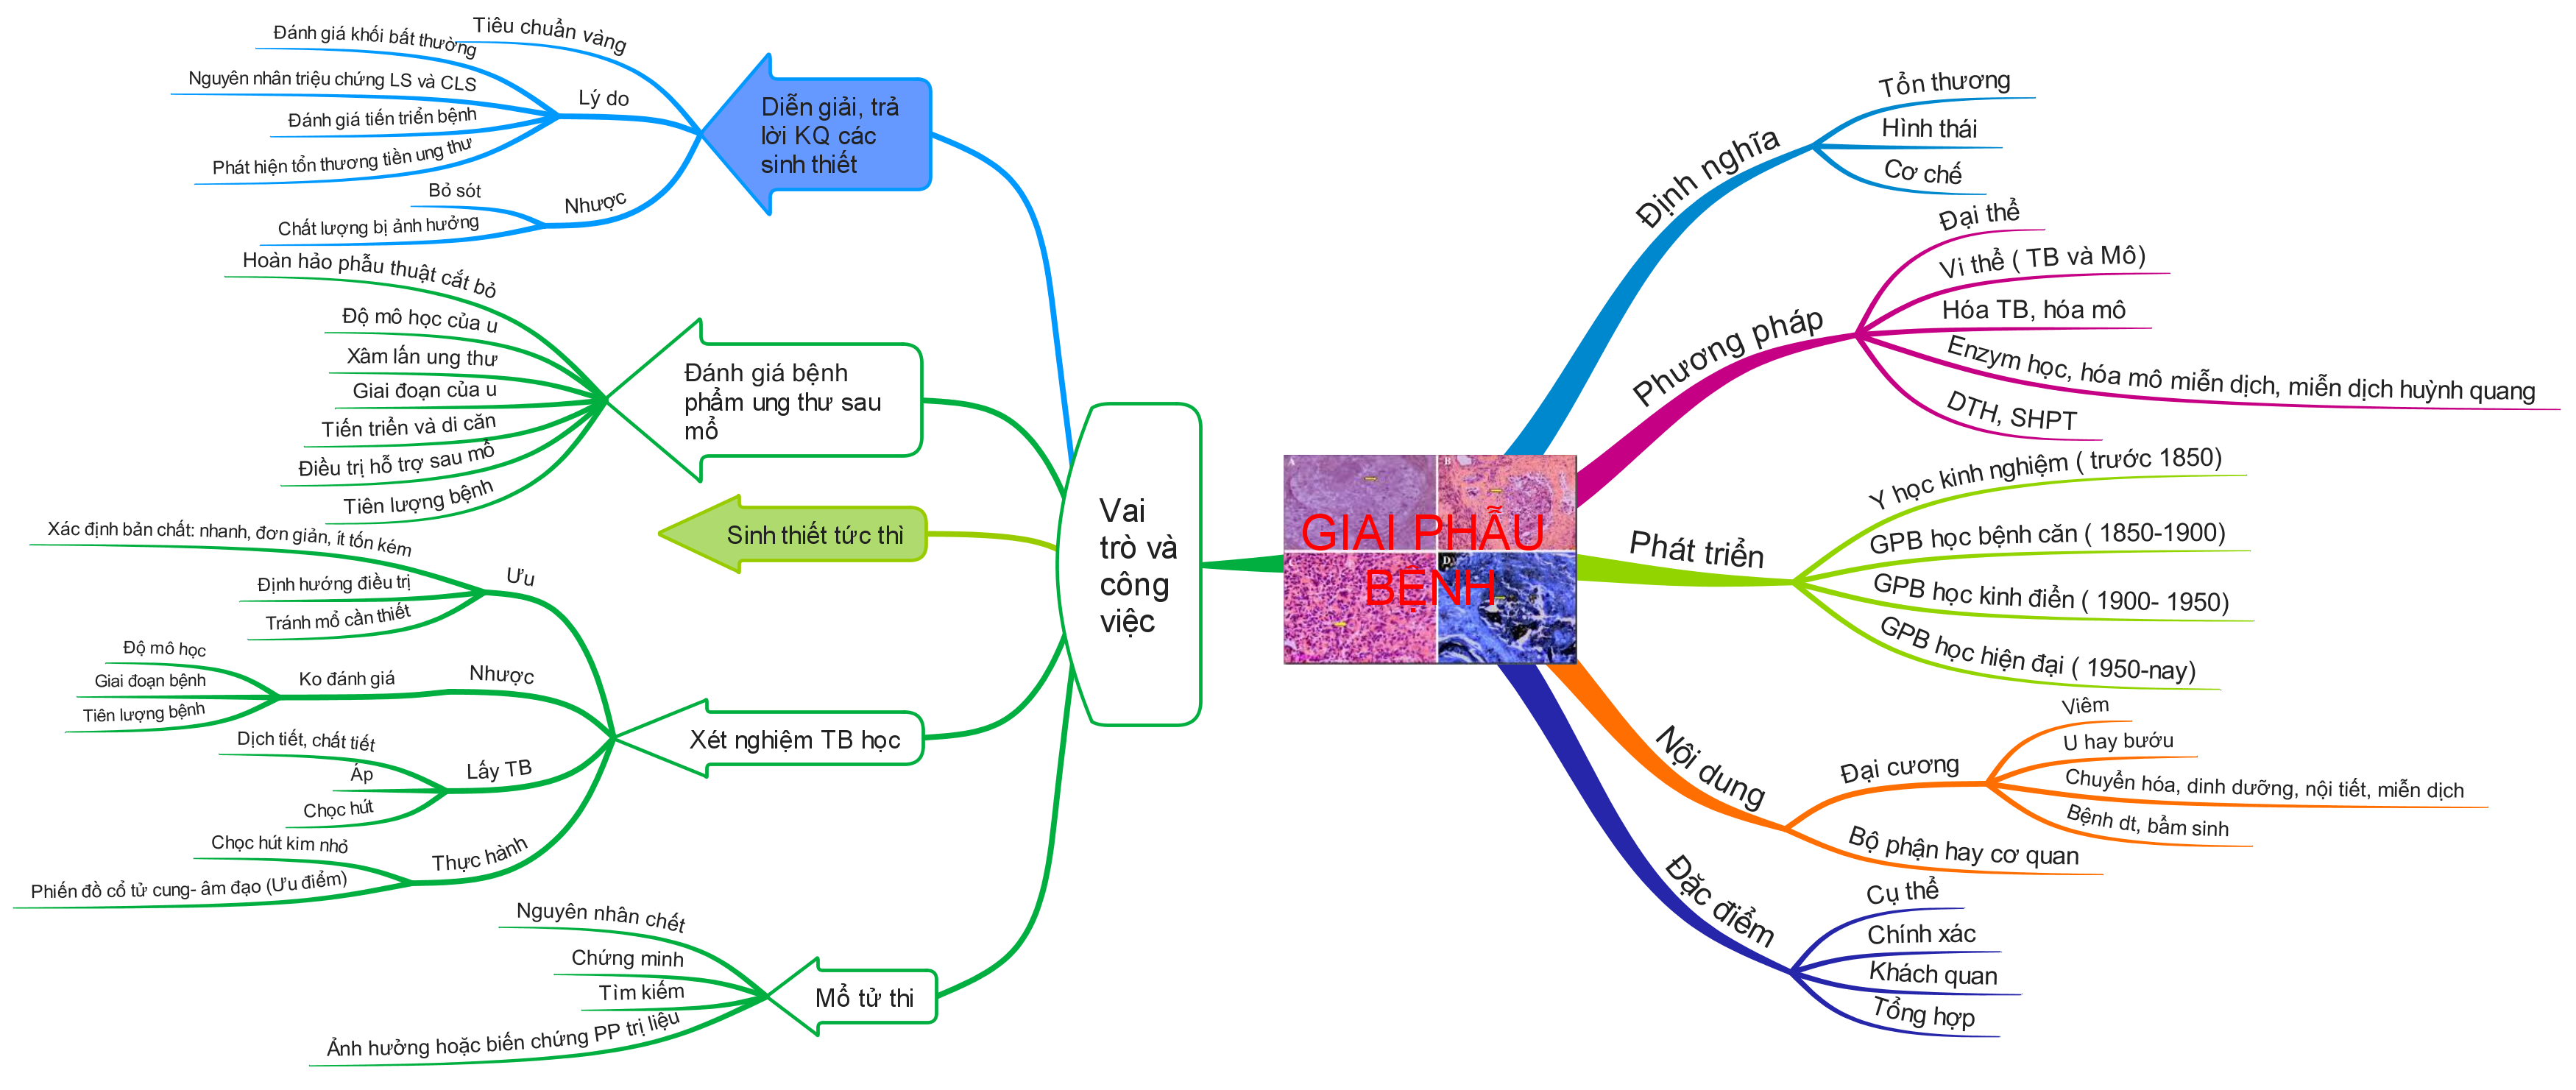 GIAI PHẪU
BỆNH
A
B
C
D
Định nghĩa
Tổn thương
Hình thái
Cơ chế
Phương pháp
Đại thể
Vi thể ( TB và Mô)
Hóa TB, hóa mô
Enzym học, hóa mô miễn dịch, miễn dịch huỳnh quang
DTH, SHPT
Phát triển
Y học kinh nghiệm ( trước 1850)
GPB học bệnh căn ( 1850-1900)
GPB học kinh điển ( 1900- 1950)
GPB học hiện đại ( 1950-nay)
Nội dung
Đại cương
Viêm
U hay bướu
Chuyển hóa, dinh dưỡng, nội tiết, miễn dịch
Bệnh dt, bẩm sinh
Bộ phận hay cơ quan
Đặc điểm
Cụ thể
Chính xác
Khách quan
Tổng hợp
Vai
trò và
công
việc
Diễn giải, trả
lời KQ các
sinh thiết
Tiêu chuẩn vàng
Lý do
Đánh giá khối bất thường
Nguyên nhân triệu chứng LS và CLS
Đánh giá tiến triển bệnh
Phát hiện tổn thương tiền ung thư
Nhược
Bỏ sót
Chất lượng bị ảnh hưởng
Đánh giá bệnh
phẩm ung thư sau
mổ
Hoàn hảo phẫu thuật cắt bỏ
Độ mô học của u
Xâm lấn ung thư
Giai đoạn của u
Tiến triển và di căn
Điều trị hỗ trợ sau mổ
Tiên lượng bệnh
Sinh thiết tức thì
Xét nghiệm TB học
Ưu
Xác định bản chất: nhanh, đơn giản, ít tốn kém
Định hướng điều trị
Tránh mổ cần thiết
Nhược
Ko đánh giá
Độ mô học
Giai đoạn bệnh
Tiên lượng bệnh
Lấy TB
Dịch tiết, chất tiết
Áp
Chọc hút
Thực hành
Chọc hút kim nhỏ
Phiến đồ cổ tử cung- âm đạo (Ưu điểm)
Mổ tử thi
Nguyên nhân chết
Chứng minh
Tìm kiếm
Ảnh hưởng hoặc biến chứng PP trị liệu